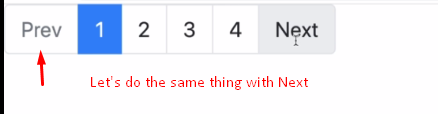 Prev 1 2 3 4 Next
Let's do the same thing with Next